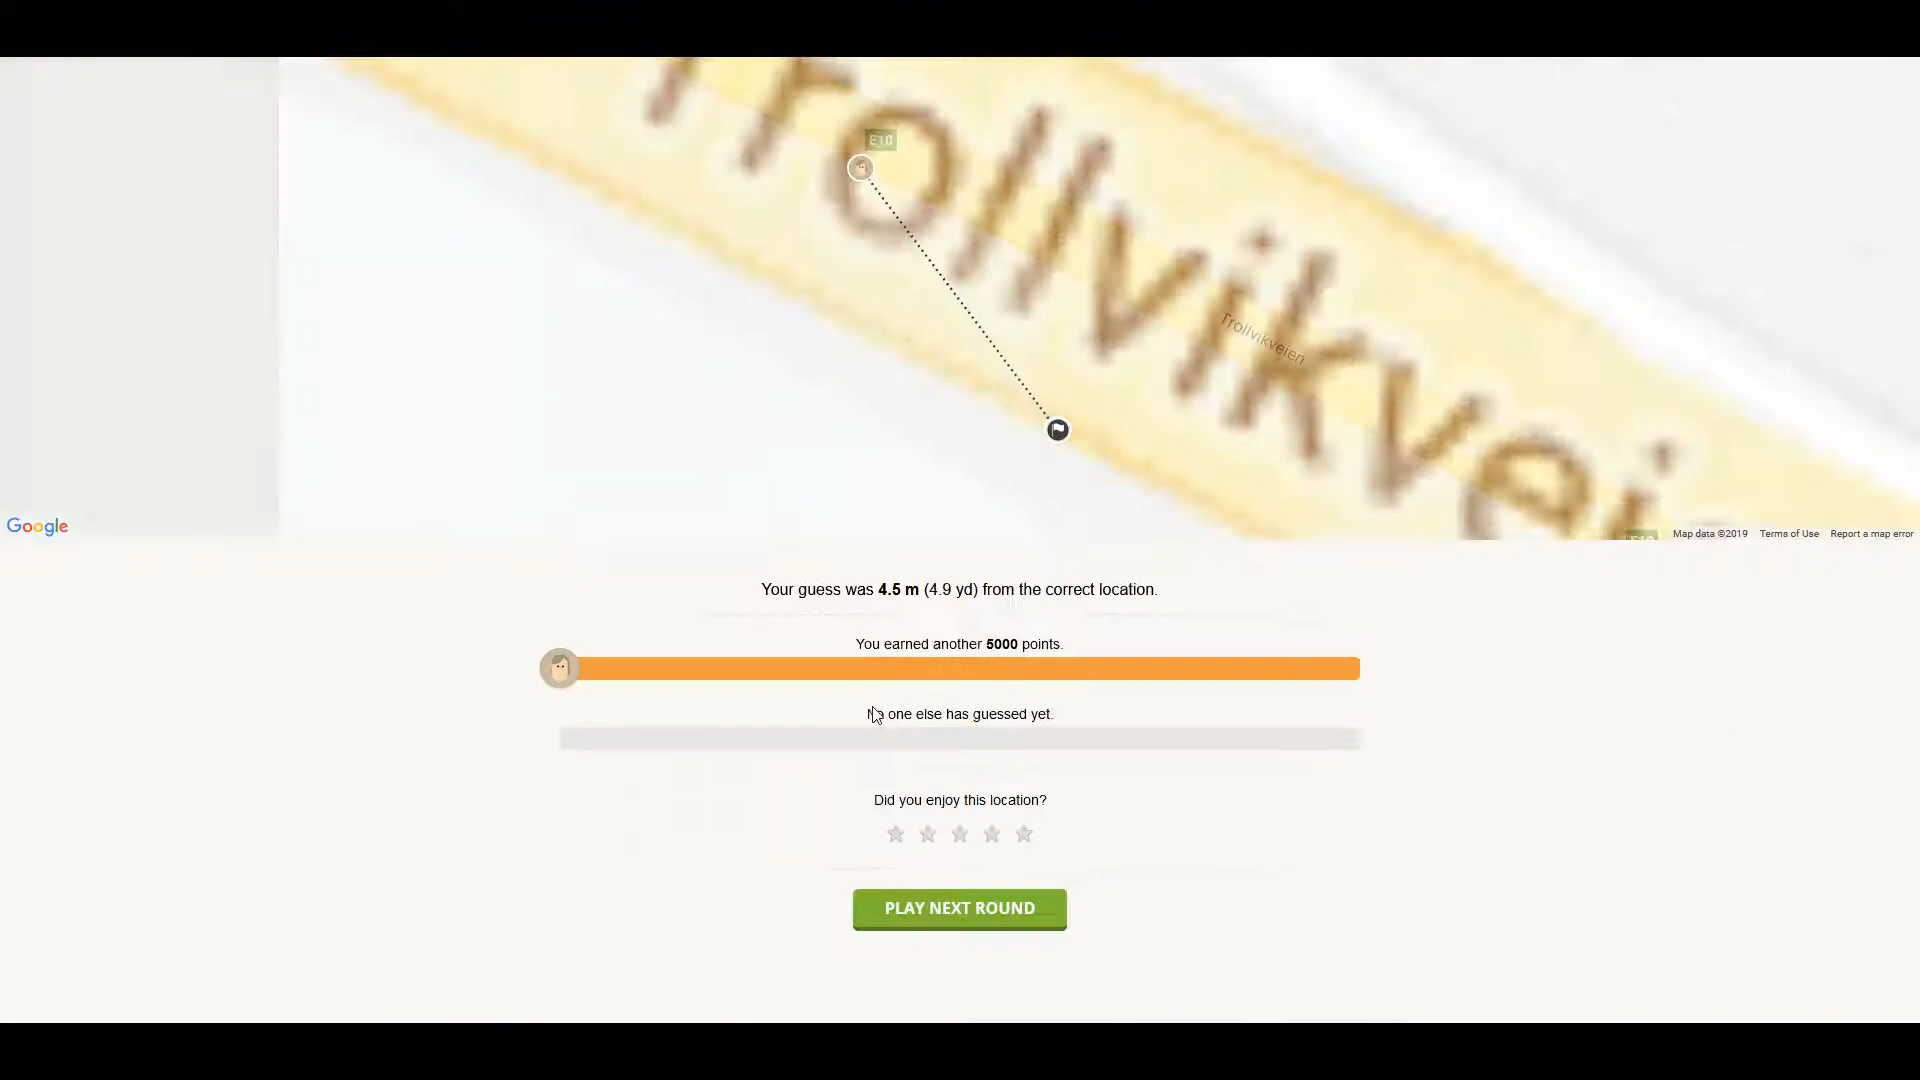 Trollvikvei
E10
Trollvikveien
E10
Google
Map data ©2019 Terms of Use Report a map error
Your guess was 4.5 m (4.9 yd) from the correct location.
You earned another 5000 points.
No one else has guessed yet.
Did you enjoy this location?
PLAY NEXT ROUND